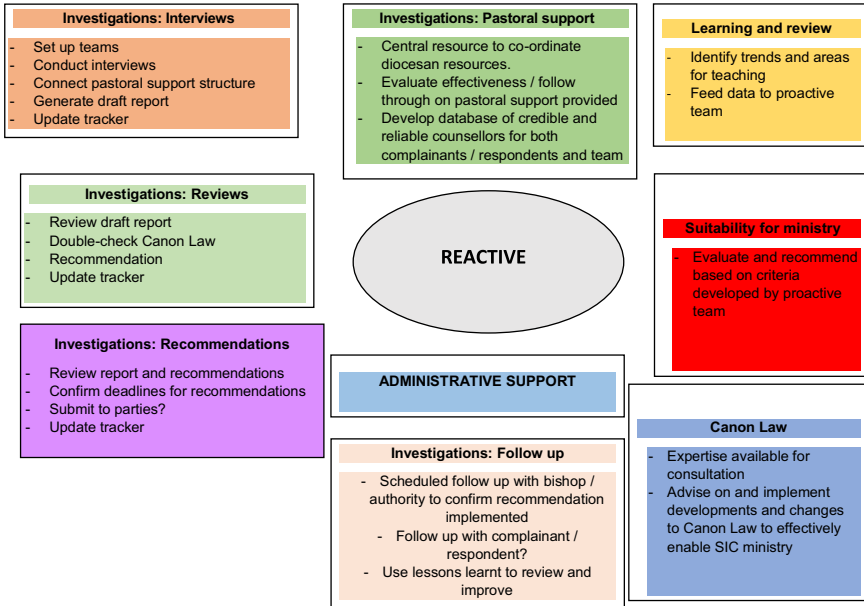 Investigations: Interviews
- Set up teams
- Conduct interviews
- Connect pastoral support structure
- Generate draft report
- Update tracker
Investigations: Pastoral support
- Central resource to co-ordinate
diocesan resources.
- Evaluate effectiveness / follow
through on pastoral support provided
- Develop database of credible and
reliable counsellors for both
complainants / respondents and team
Learning and review
- Identify trends and areas
for teaching
- Feed data to proactive
team
Investigations: Reviews
- Review draft report
- Double-check Canon Law
- Recommendation
- Update tracker
REACTIVE
Suitability for ministry
- Evaluate and recommend
based on criteria
developed by proactive
team
Investigations: Recommendations
- Review report and recommendations
- Confirm deadlines for recommendations
- Submit to parties?
- Update tracker
ADMINISTRATIVE SUPPORT
Investigations: Follow up
- Scheduled follow up with bishop /
authority to confirm recommendation
implemented
- Follow up with complainant /
respondent?
- Use lessons learnt to review and
improve
Canon Law
- Expertise available for
consultation
- Advise on and implement
developments and changes
to Canon Law to effectively
enable SIC ministry